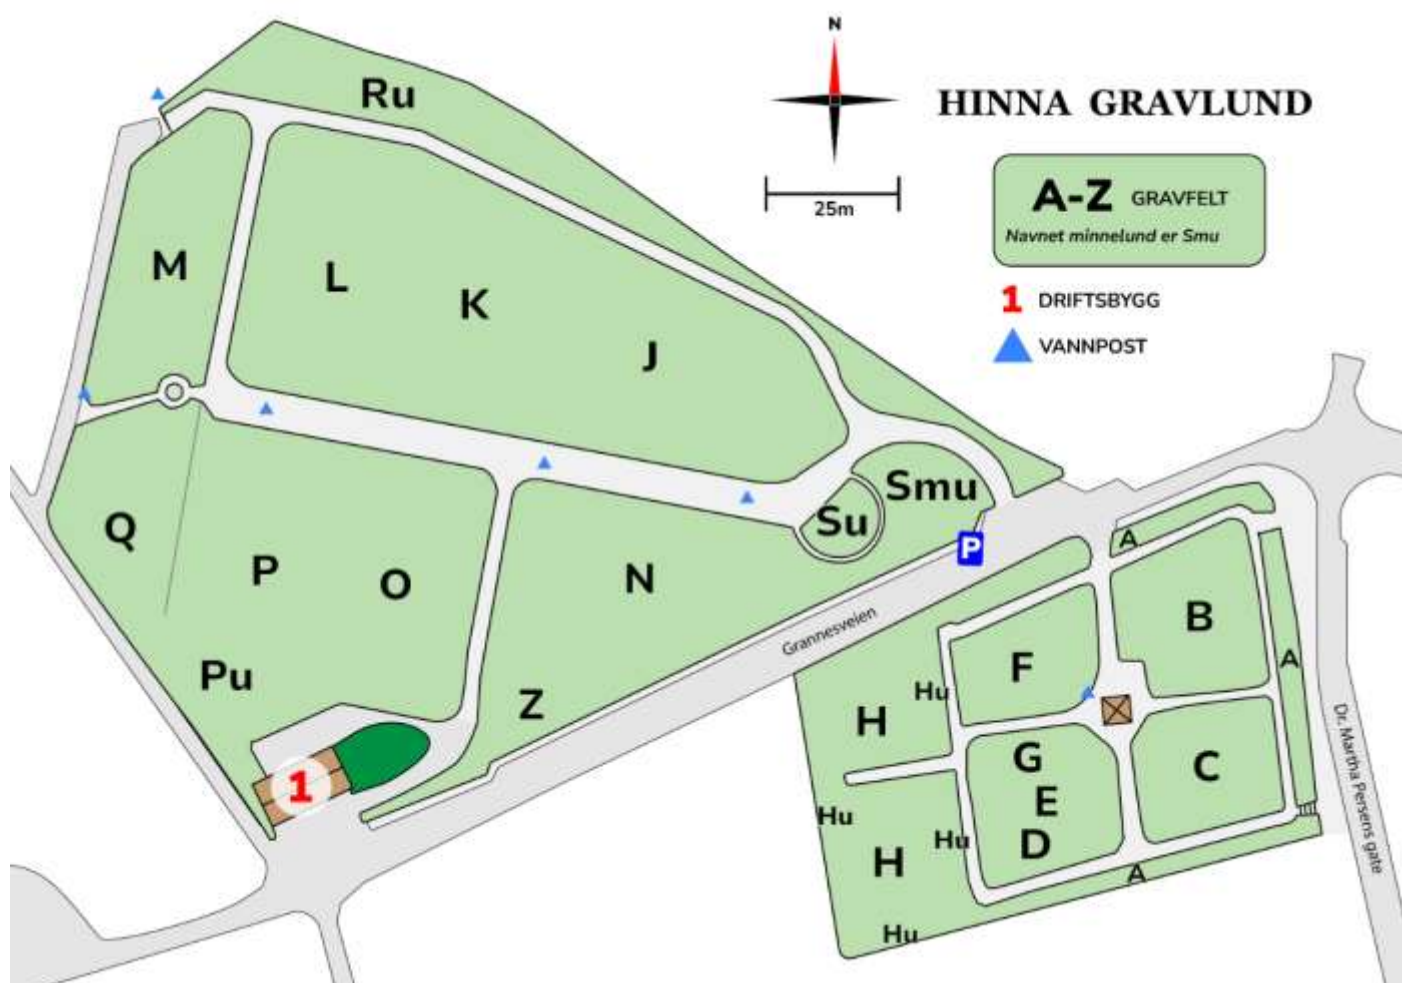 N
HINNA GRAVLUND
25m
A-Z GRAVFELT
Navnet minnelund er Smu
1 DRIFTSBYGG
VANNPOST
Ru
M
L
K
J
Smu
Su
Q
P
O
N
Pu
Z
1
P
Grannesveien
A
B
F
A
Hu
H
G
C
E
Hu
D
Hu
H
A
Hu
Dr. Martha Persens gate